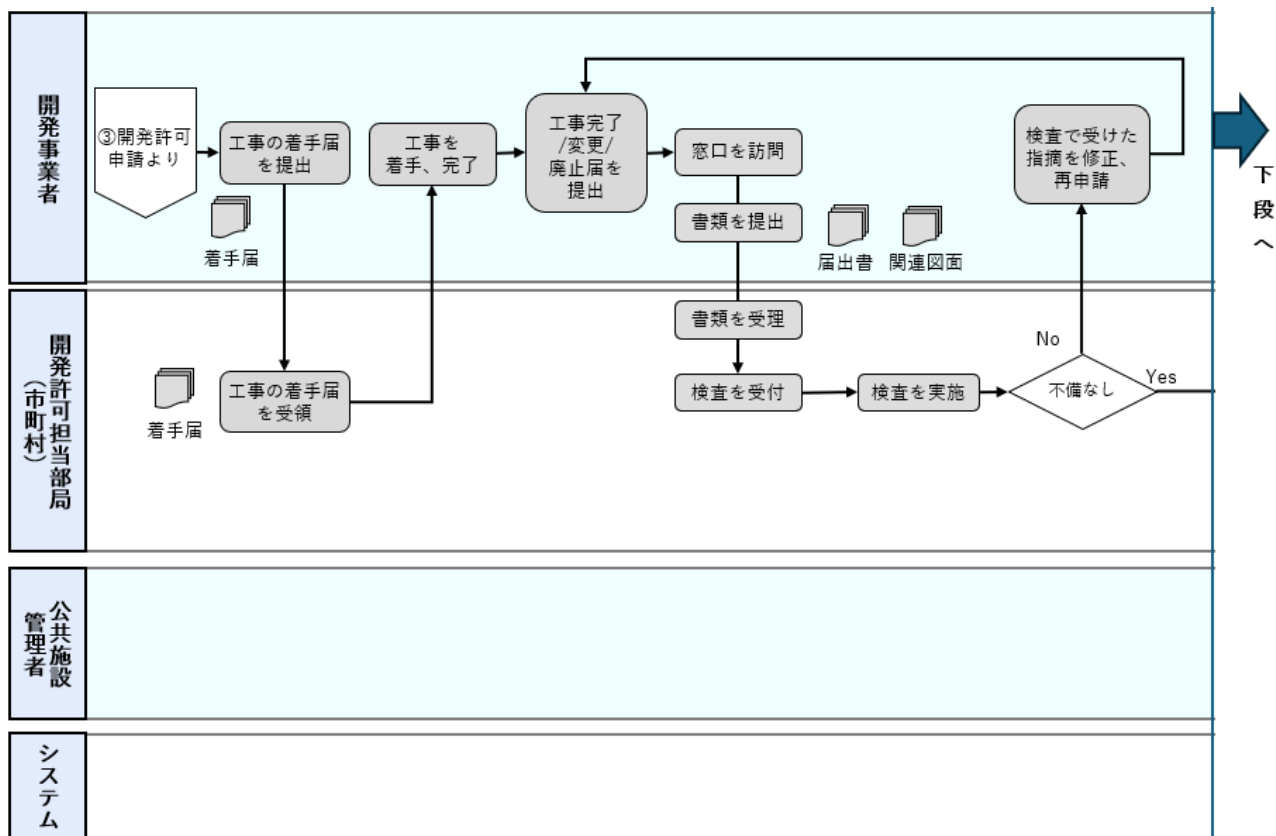 開発事業者
③開発許可
申請より
工事の着手届
を提出
着手届
工事を
着手、完了
工事完了
/変更/
廃止届を
提出
窓口を訪問
書類を提出
届出書
関連図面
検査で受けた
指摘を修正、
再申請
下段へ
開発許可担当部局
（市町村）
着手届
工事の着手届
を受領
書類を受理
検査を受付
検査を実施
不備なし
No
Yes
公共施設
管理者
システム